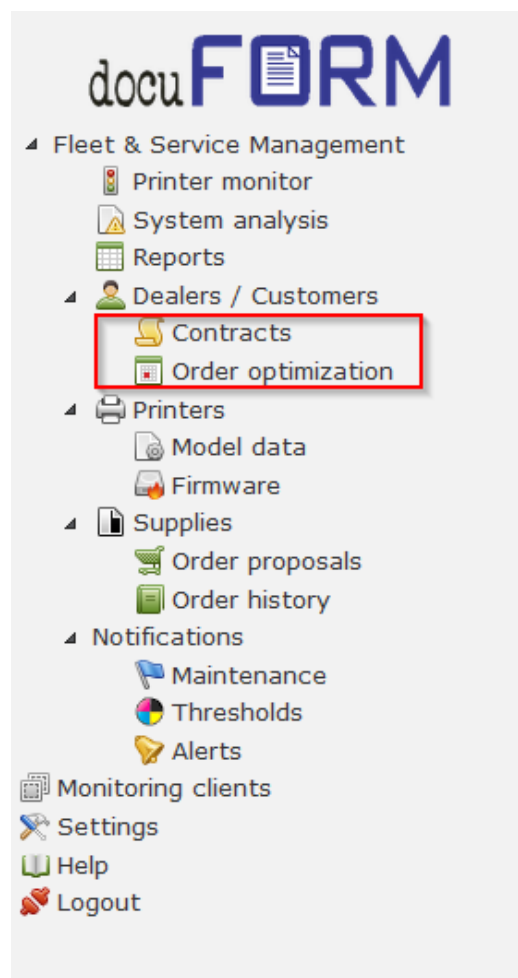 docuFORM
Fleet & Service Management
Printer monitor
System analysis
Reports
Dealers / Customers
Contracts
Order optimization
Printers
Model data
Firmware
Supplies
Order proposals
Order history
Notifications
Maintenance
Thresholds
Alerts
Monitoring clients
Settings
Help
Logout